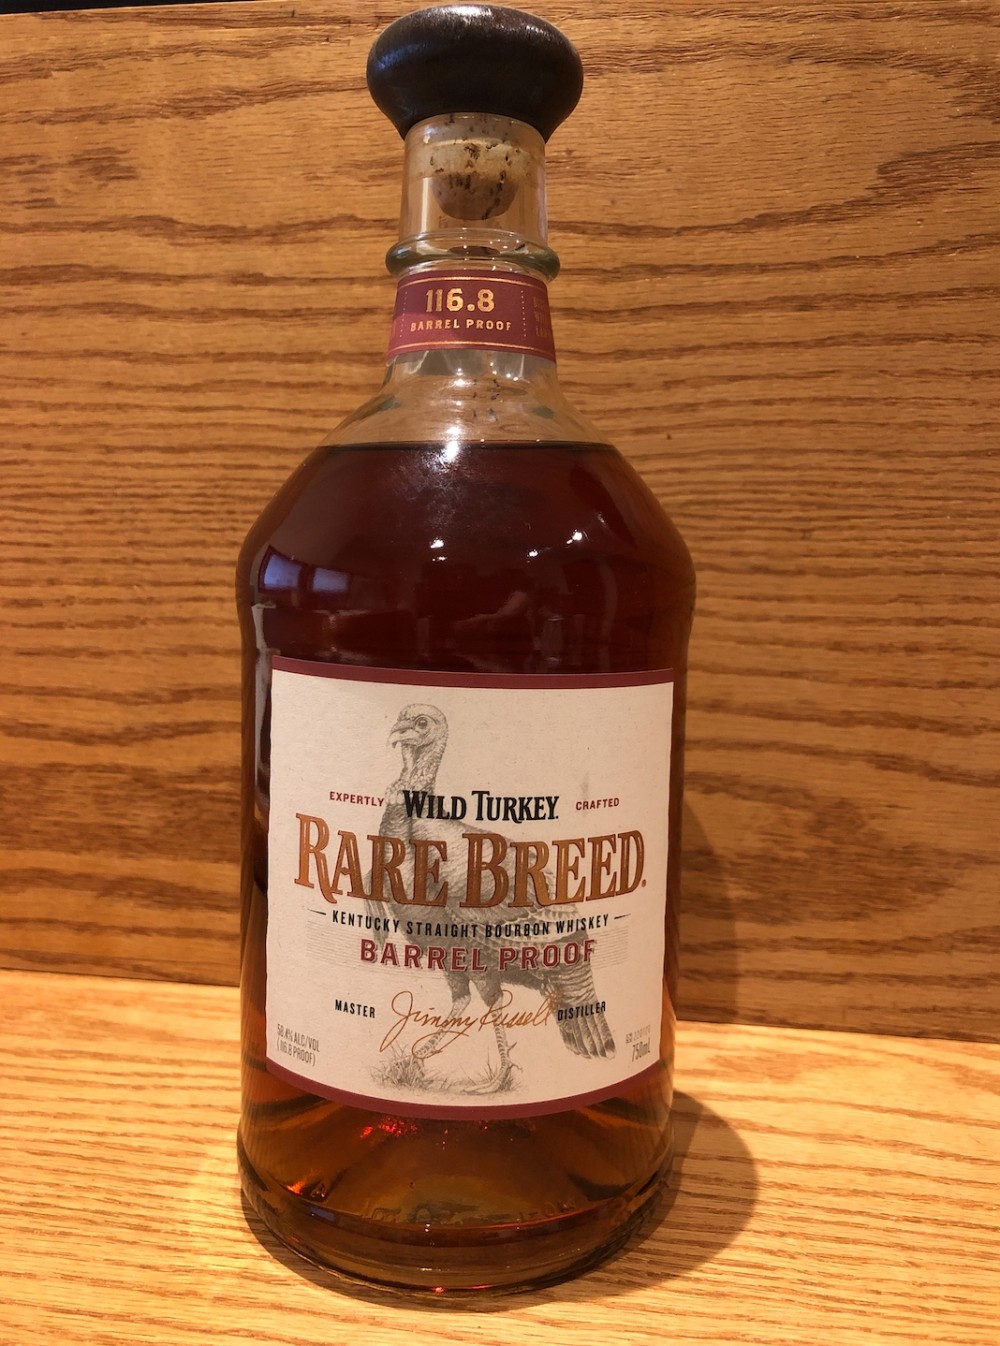 116.8
BARREL PROOF
EXPERTLY WILD TURKEY. CRAFTED
RARE BREED.
KENTUCKY STRAIGHT BOURBON WHISKEY
BARREL PROOF
MASTER Jimmy Russell DISTILLER
58.4% ALC/VOL
(116.8 PROOF)
750mL